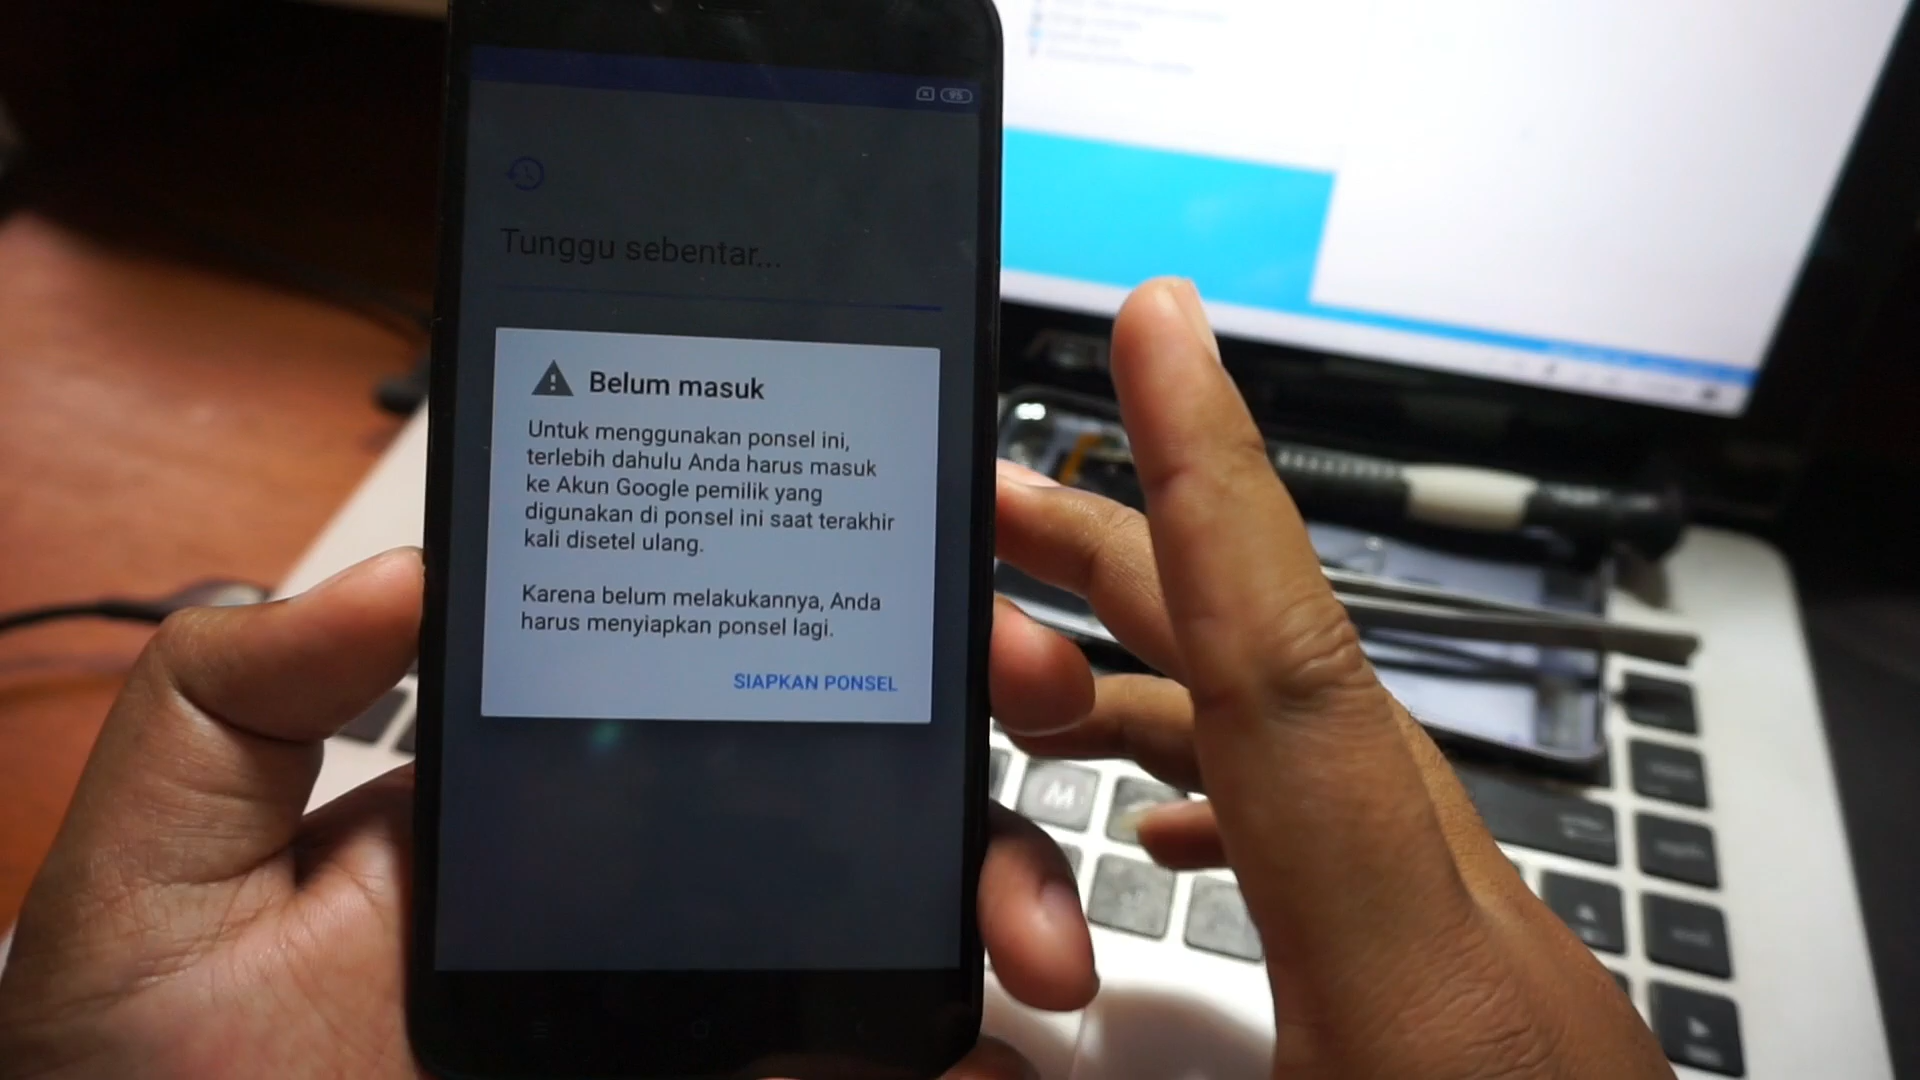 95
Tunggu sebentar...
Belum masuk
Untuk menggunakan ponsel ini,
terlebih dahulu Anda harus masuk
ke Akun Google pemilik yang
digunakan di ponsel ini saat terakhir
kali disetel ulang.
Karena belum melakukannya, Anda
harus menyiapkan ponsel lagi.
SIAPKAN PONSEL
M